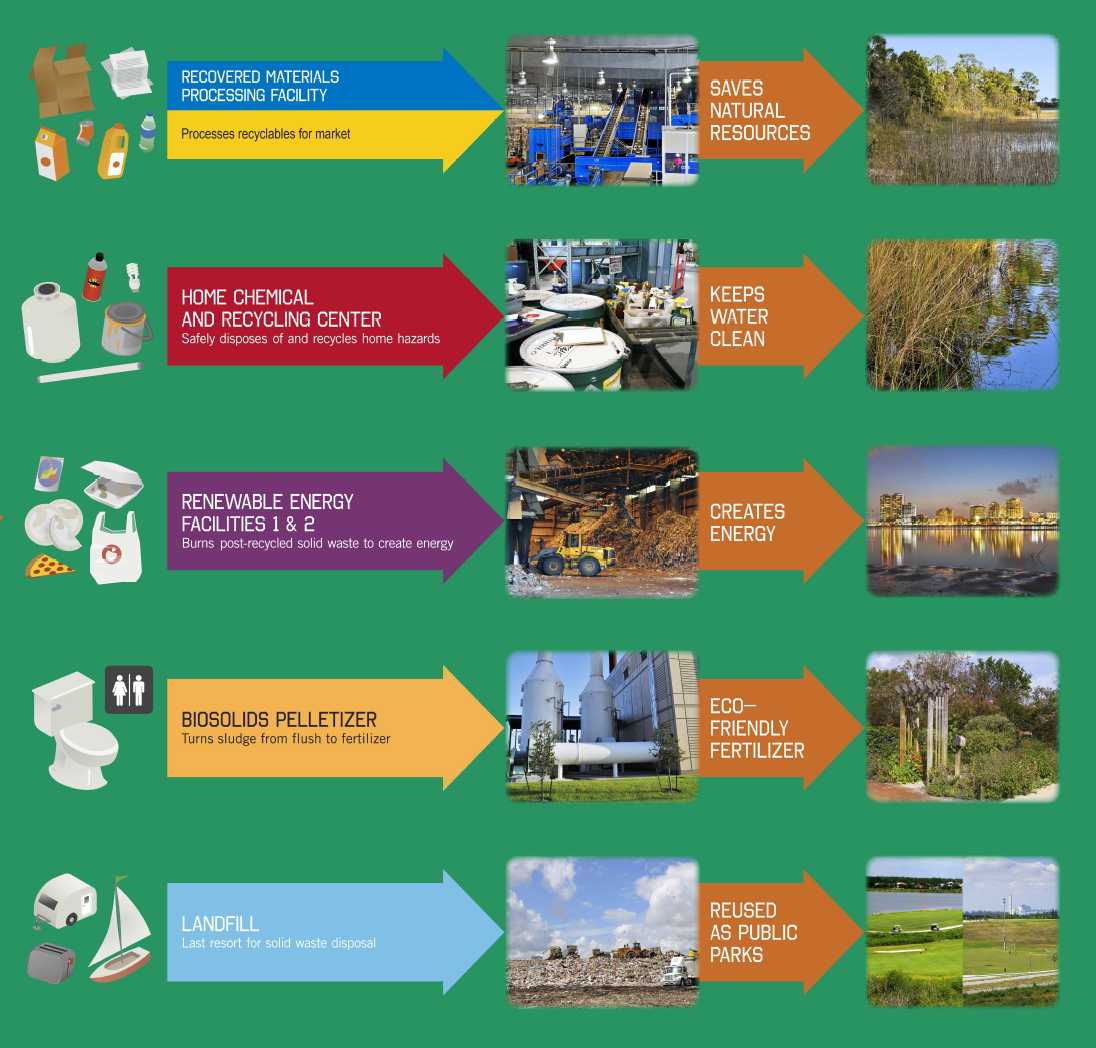 RECOVERED MATERIALS
PROCESSING FACILITY
Processes recyclables for market
SAVES
NATURAL
RESOURCES
HOME CHEMICAL
AND RECYCLING CENTER
Safely disposes of and recycles home hazards
KEEPS
WATER
CLEAN
RENEWABLE ENERGY
FACILITIES 1 & 2
Burns post-recycled solid waste to create energy
CREATES
ENERGY
BIOSOLIDS PELLETIZER
Turns sludge from flush to fertilizer
ECO–
FRIENDLY
FERTILIZER
LANDFILL
Last resort for solid waste disposal
REUSED
AS PUBLIC
PARKS